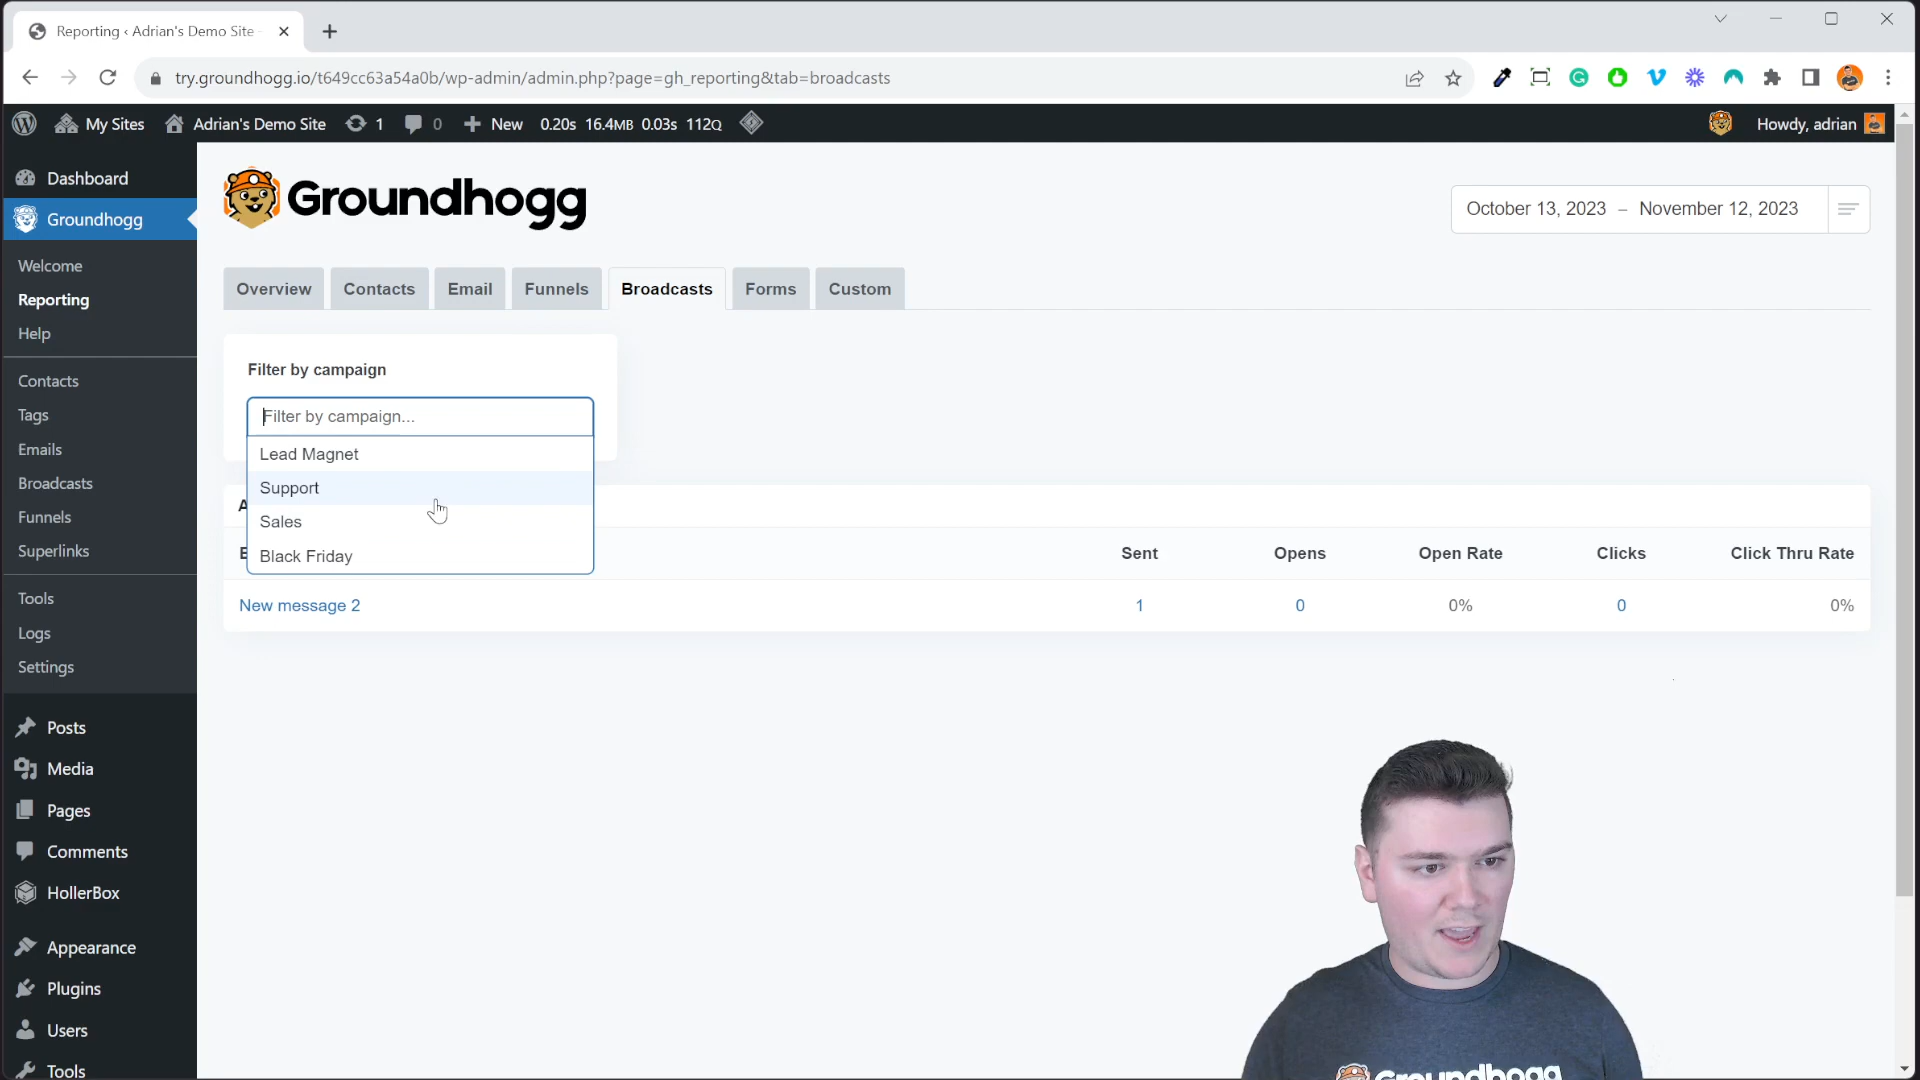 Reporting ‹ Adrian's Demo Site
try.groundhogg.io/t649cc63a54a0b/wp-admin/admin.php?page=gh_reporting&tab=broadcasts
My Sites Adrian's Demo Site 1 0 New 0.20s 16.4MB 0.03s 112Q Howdy, adrian
Dashboard
Groundhogg
Welcome
Reporting
Help
Contacts
Tags
Emails
Broadcasts
Funnels
Superlinks
Tools
Logs
Settings
Posts
Media
Pages
Comments
HollerBox
Appearance
Plugins
Users
Tools
Groundhogg
October 13, 2023 – November 12, 2023
Overview Contacts Email Funnels Broadcasts Forms Custom
Filter by campaign
Filter by campaign...
Lead Magnet
Support
Sales
Black Friday
Sent Opens Open Rate Clicks Click Thru Rate
New message 2 1 0 0% 0 0%
Groundhogg